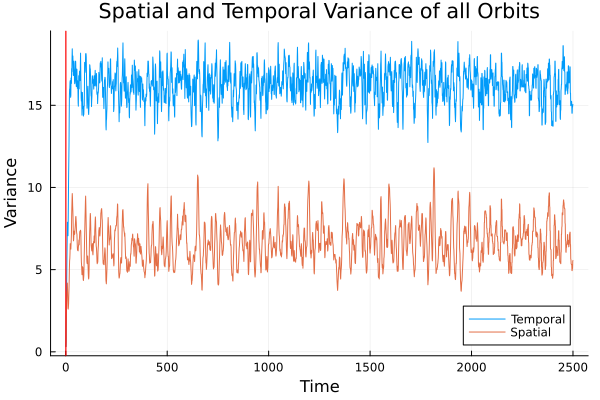 Spatial and Temporal Variance of all Orbits
Variance
15
10
5
0
Temporal
Spatial
0 500 1000 1500 2000 2500
Time